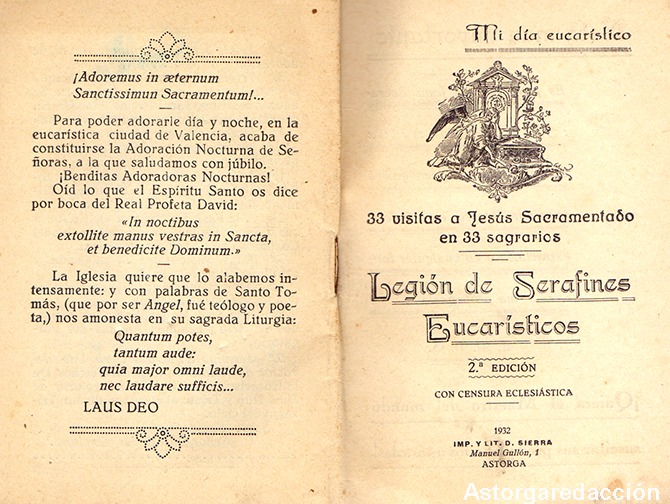 ¡Adoremus in æternum
Sanctissimun Sacramentum!...
Para poder adorarle día y noche, en la
eucarística ciudad de Valencia, acaba de
constituirse la Adoración Nocturna de Se-
ñoras, a la que saludamos con júbilo.
¡Benditas Adoradoras Nocturnas!
Oíd lo que el Espíritu Santo os dice
por boca del Real Profeta David:
«In noctibus
extollite manus vestras in Sancta,
et benedicite Dominum.»
La Iglesia quiere que lo alabemos in-
tensamente: y con palabras de Santo To-
más, (que por ser Angel, fué teólogo y poe-
ta,) nos amonesta en su sagrada Liturgia:
Quantum potes,
tantum aude:
quia major omni laude,
nec laudare sufficis...
LAUS DEO
Mi día eucarístico
33 visitas a Jesús Sacramentado
en 33 sagrarios
Legión de Serafines
Eucarísticos
2.ª EDICIÓN
CON CENSURA ECLESIÁSTICA
1932
IMP. Y LIT. D. SIERRA
Manuel Gullón, 1
ASTORGA
Astorgaredacción